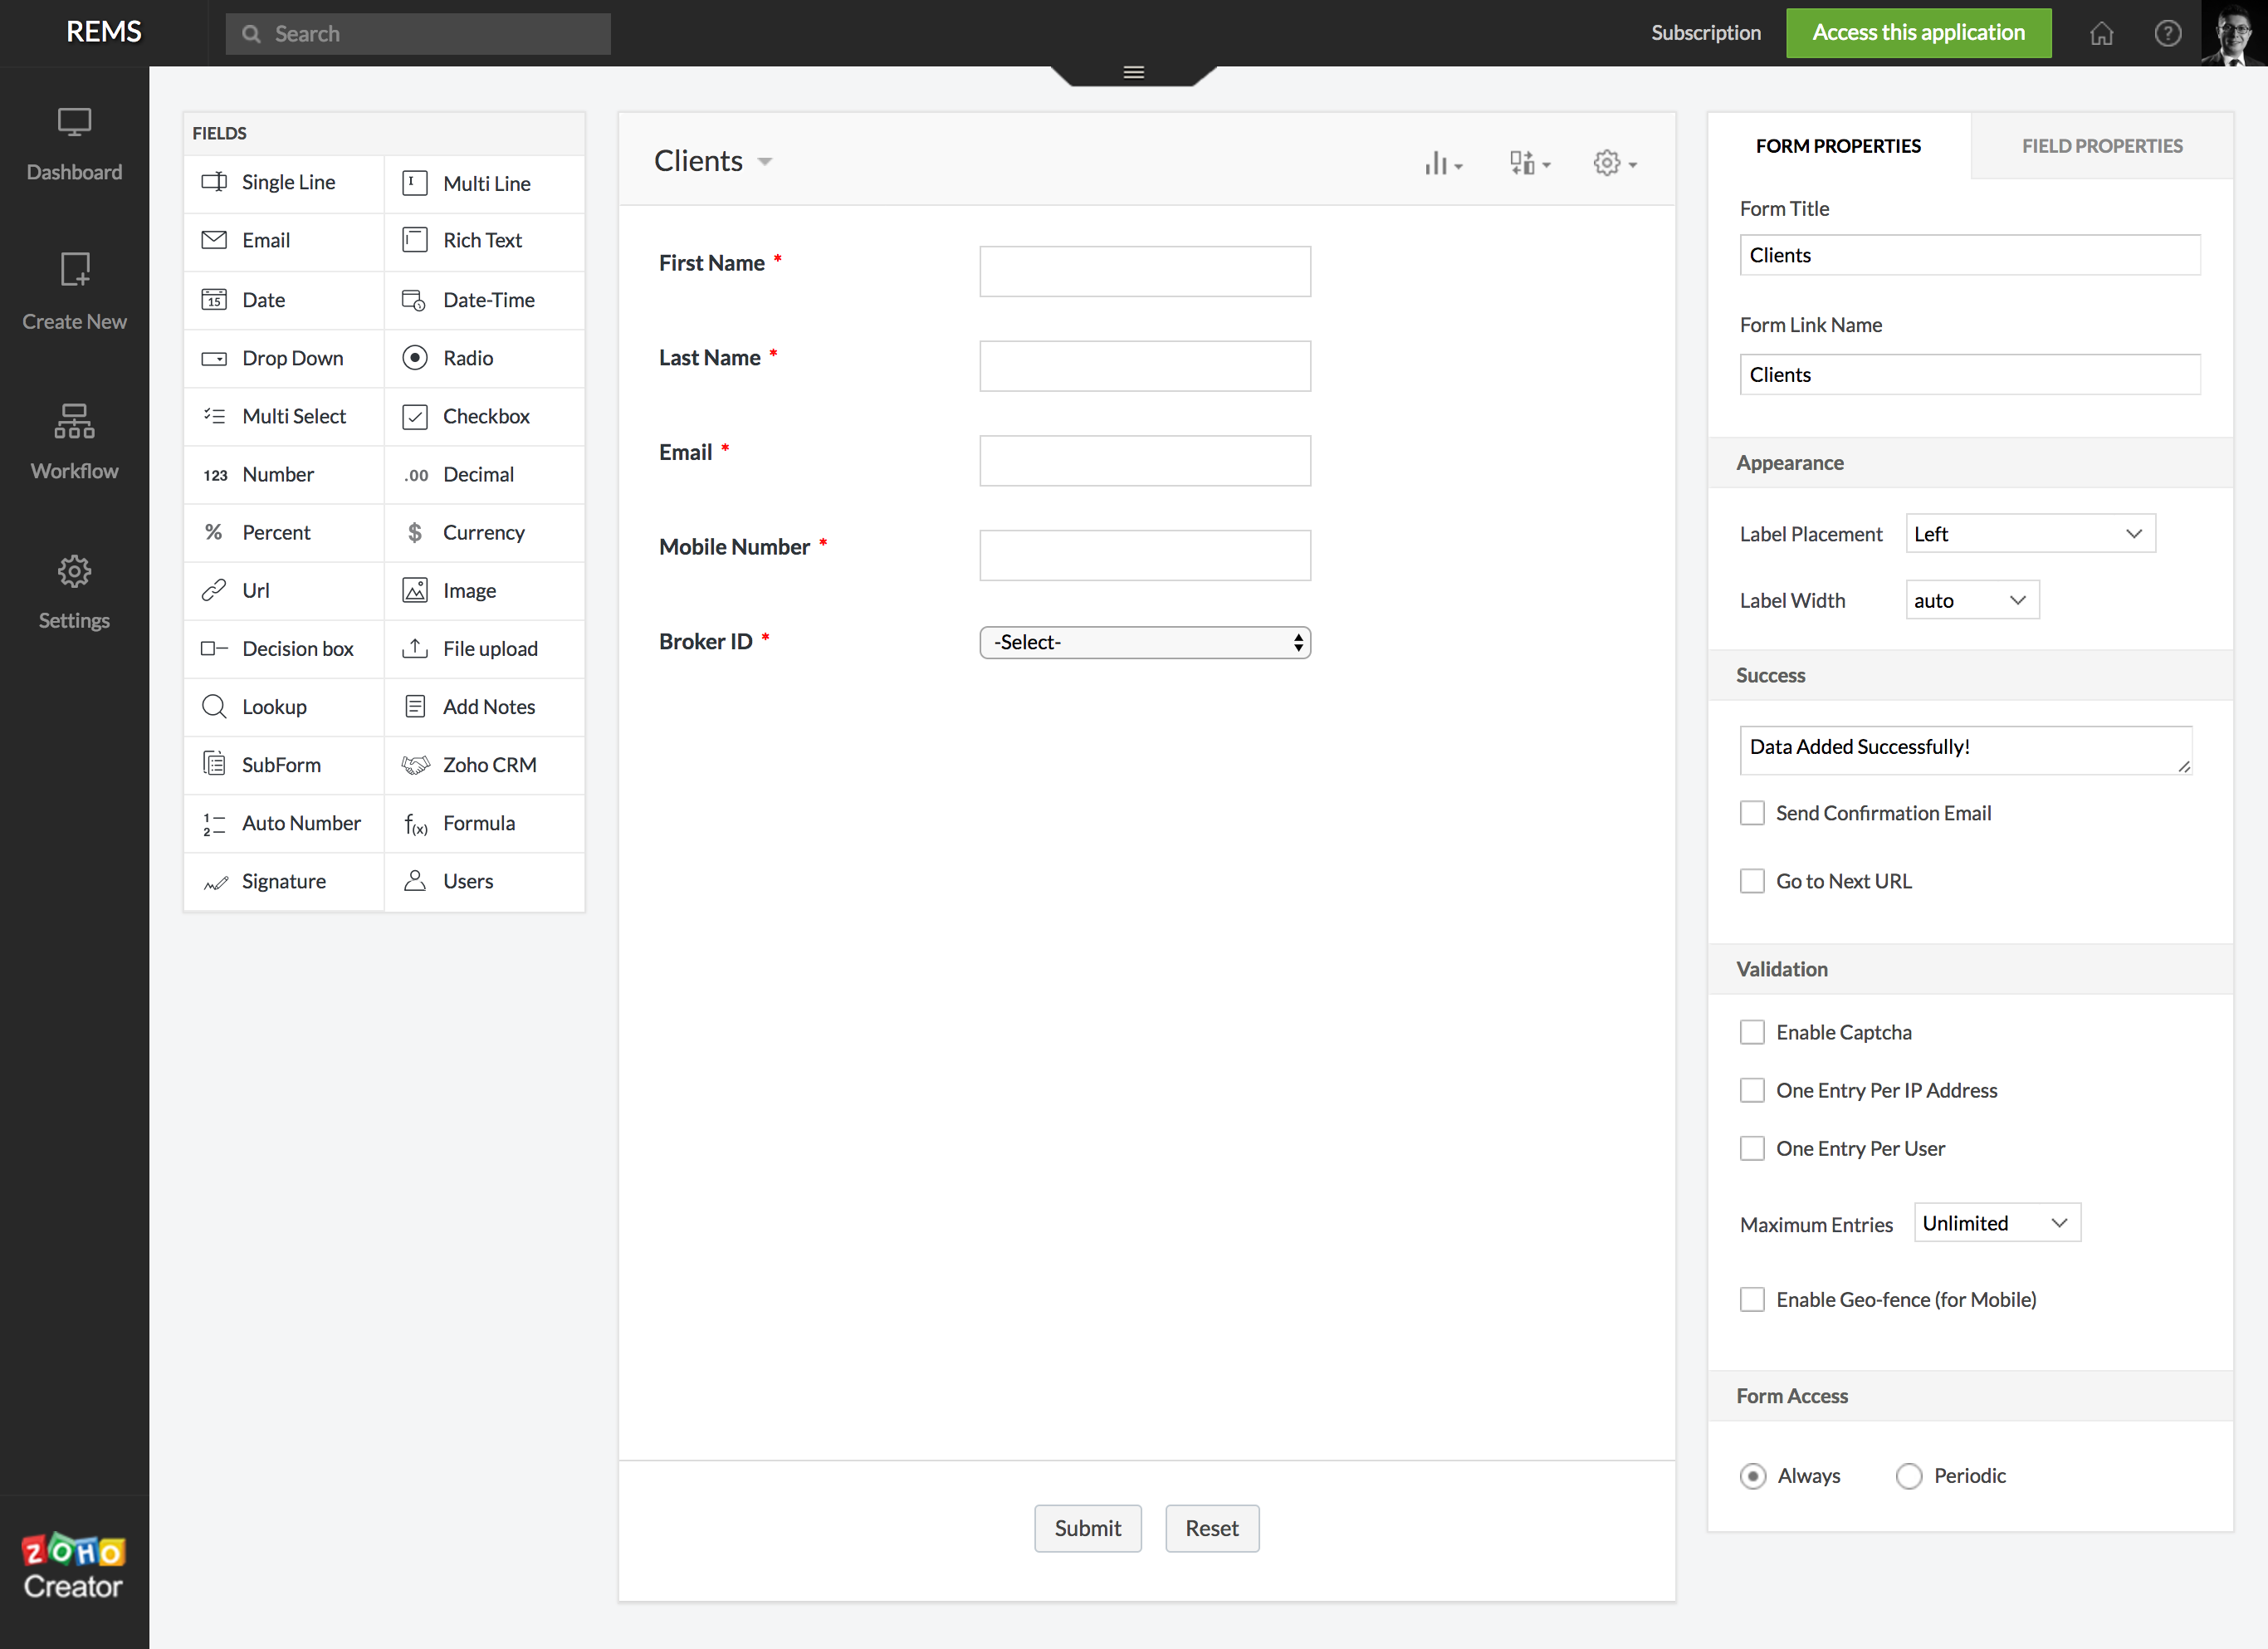 REMS
Search
Subscription
Access this application
?
Dashboard
Create New
Workflow
Settings
ZOHO
Creator
FIELDS
Single Line
Multi Line
Email
Rich Text
15 Date
Date-Time
Drop Down
Radio
Multi Select
Checkbox
123 Number
.00 Decimal
% Percent
$ Currency
Url
Image
Decision box
File upload
Lookup
Add Notes
SubForm
Zoho CRM
1 2 Auto Number
f(x) Formula
Signature
Users
Clients
First Name *
Last Name *
Email *
Mobile Number *
Broker ID * -Select-
Submit Reset
FORM PROPERTIES
FIELD PROPERTIES
Form Title
Clients
Form Link Name
Clients
Appearance
Label Placement Left
Label Width auto
Success
Data Added Successfully!
Send Confirmation Email
Go to Next URL
Validation
Enable Captcha
One Entry Per IP Address
One Entry Per User
Maximum Entries Unlimited
Enable Geo-fence (for Mobile)
Form Access
Always Periodic